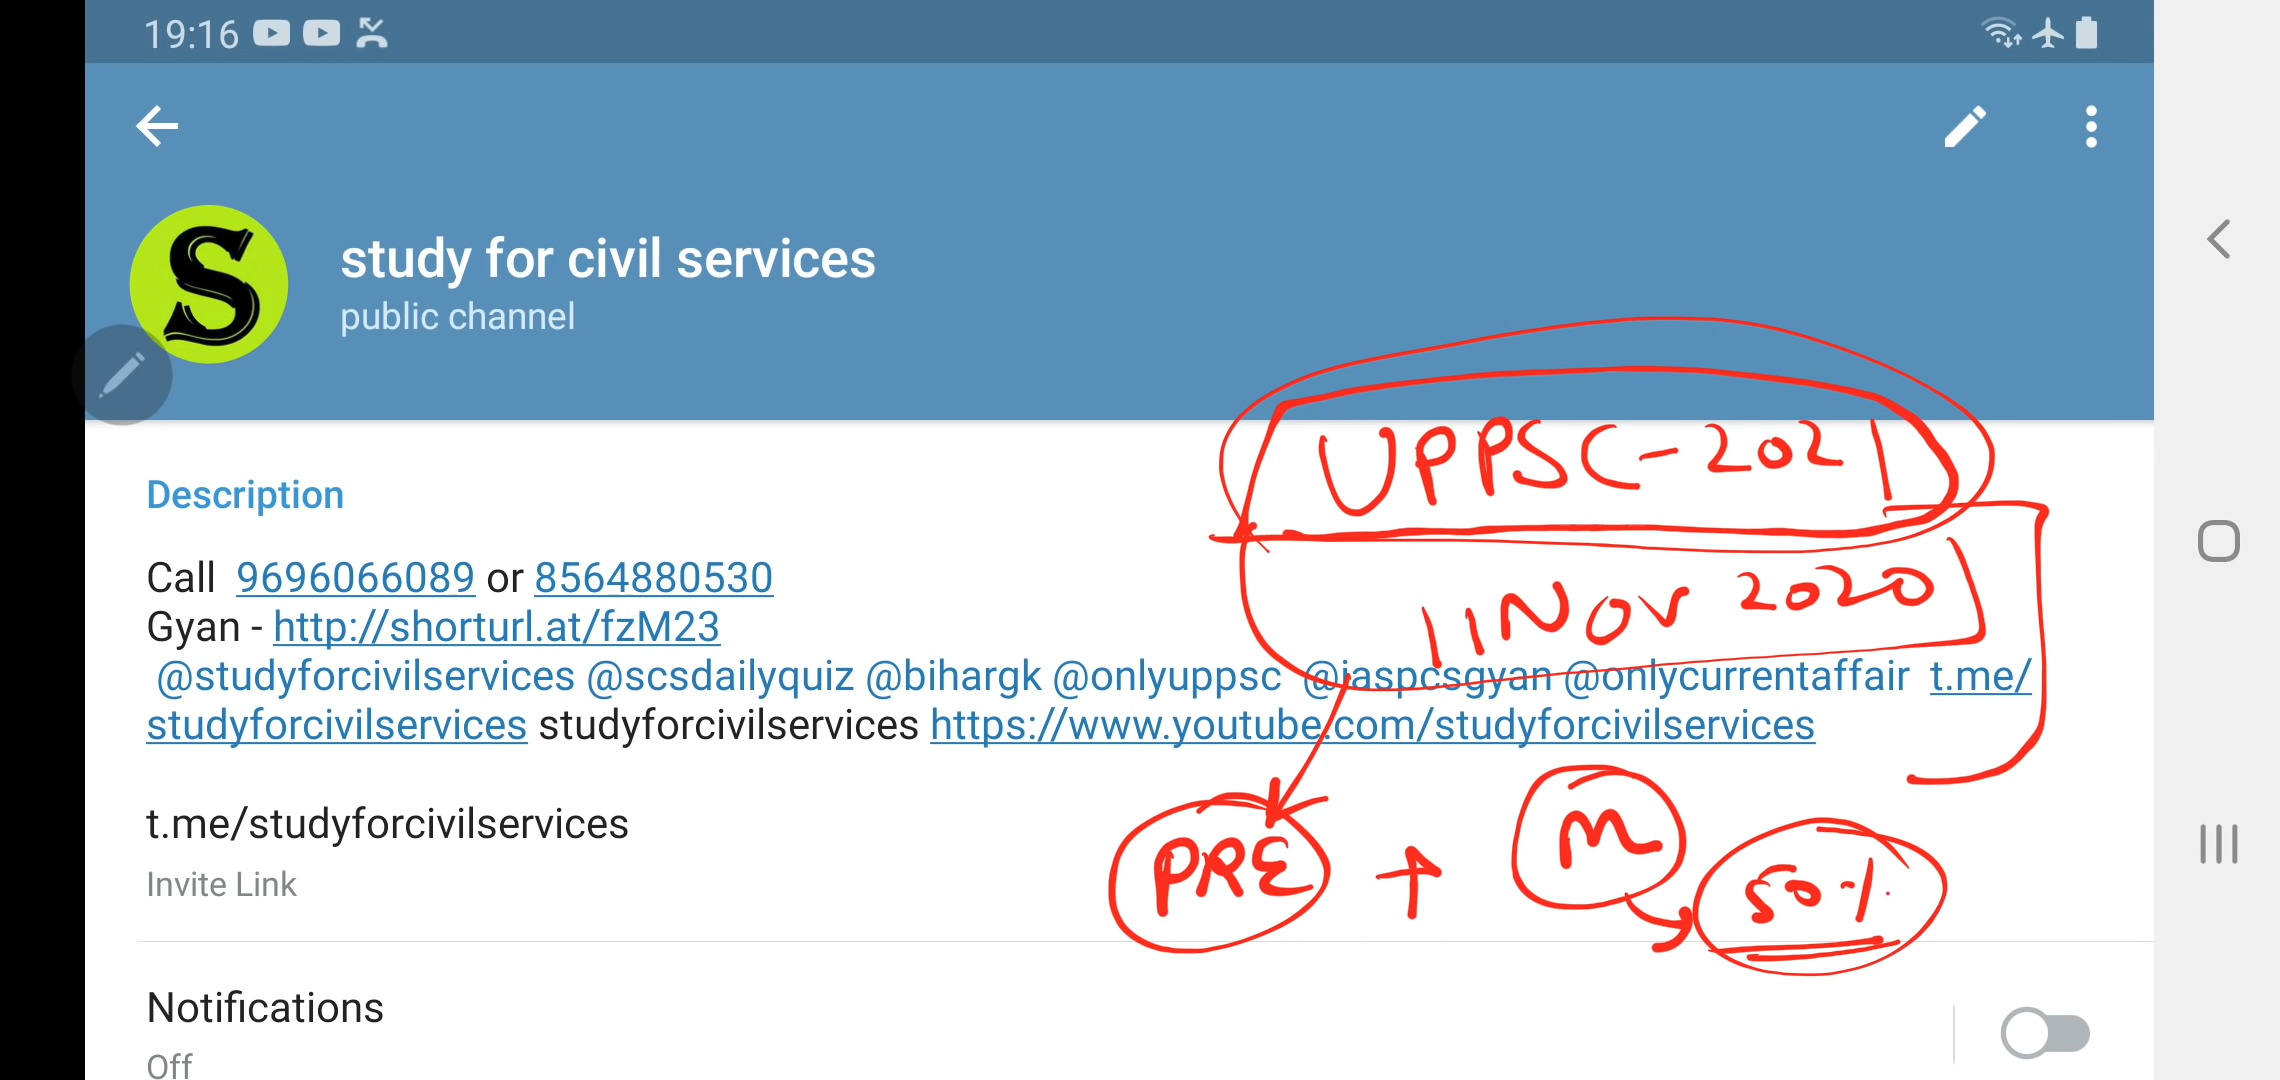 19:16
S
study for civil services
public channel
UPPSC-2021
Description
11 NOV 2020
Call 9696066089 or 8564880530
Gyan - http://shorturl.at/fzM23
@studyforcivilservices @scsdailyquiz @bihargk @onlyuppsc @iaspcsgyan @onlycurrentaffair t.me/
studyforcivilservices studyforcivilservices https://www.youtube.com/studyforcivilservices
t.me/studyforcivilservices
Invite Link
PRE + M
50%
Notifications
Off